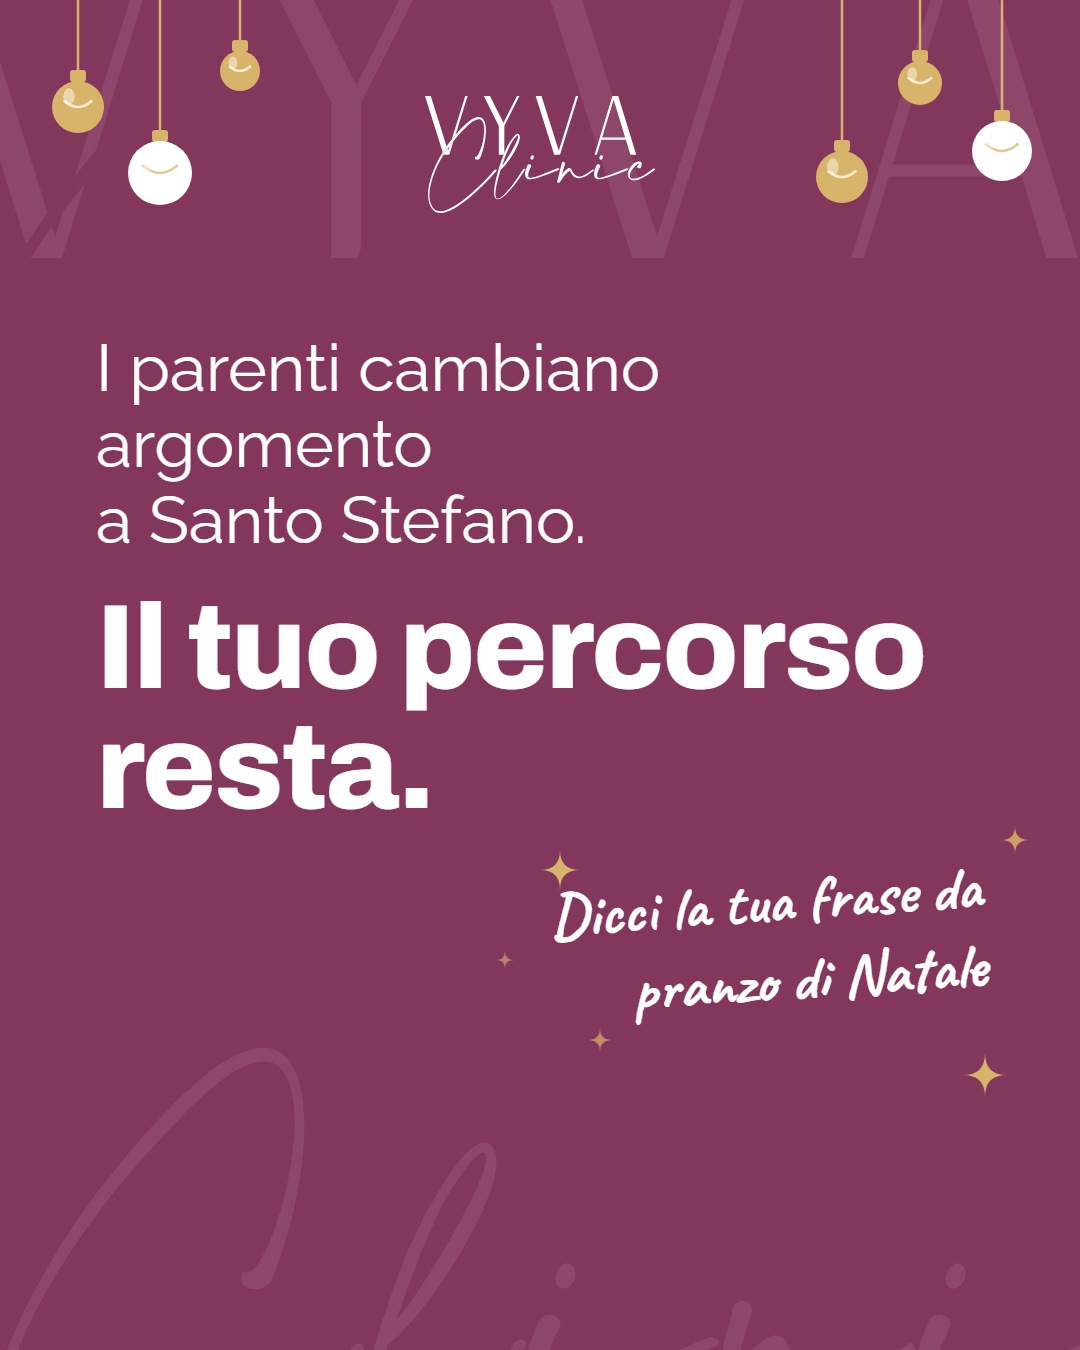 VYVA
Clinic
I parenti cambiano
argomento
a Santo Stefano.
Il tuo percorso
resta.
Dicci la tua frase da
pranzo di Natale